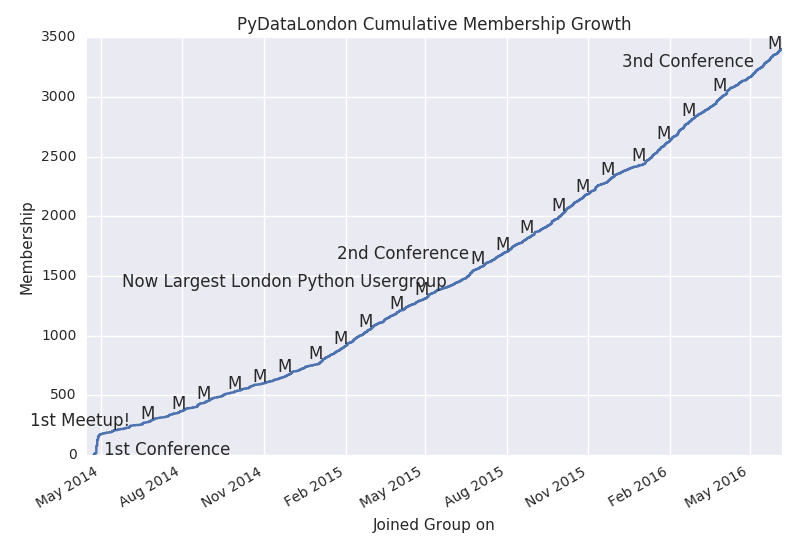 PyDataLondon Cumulative Membership Growth
3500
3000
2500
2000
1500
1000
500
0
Membership
M
3nd Conference
M
M
M
M
M
M
M
M
M
2nd Conference
M
Now Largest London Python Usergroup
M
M
M
M
M
M
M
M
M
M
M
1st Meetup!
1st Conference
May 2014
Aug 2014
Nov 2014
Feb 2015
May 2015
Aug 2015
Nov 2015
Feb 2016
May 2016
Joined Group on